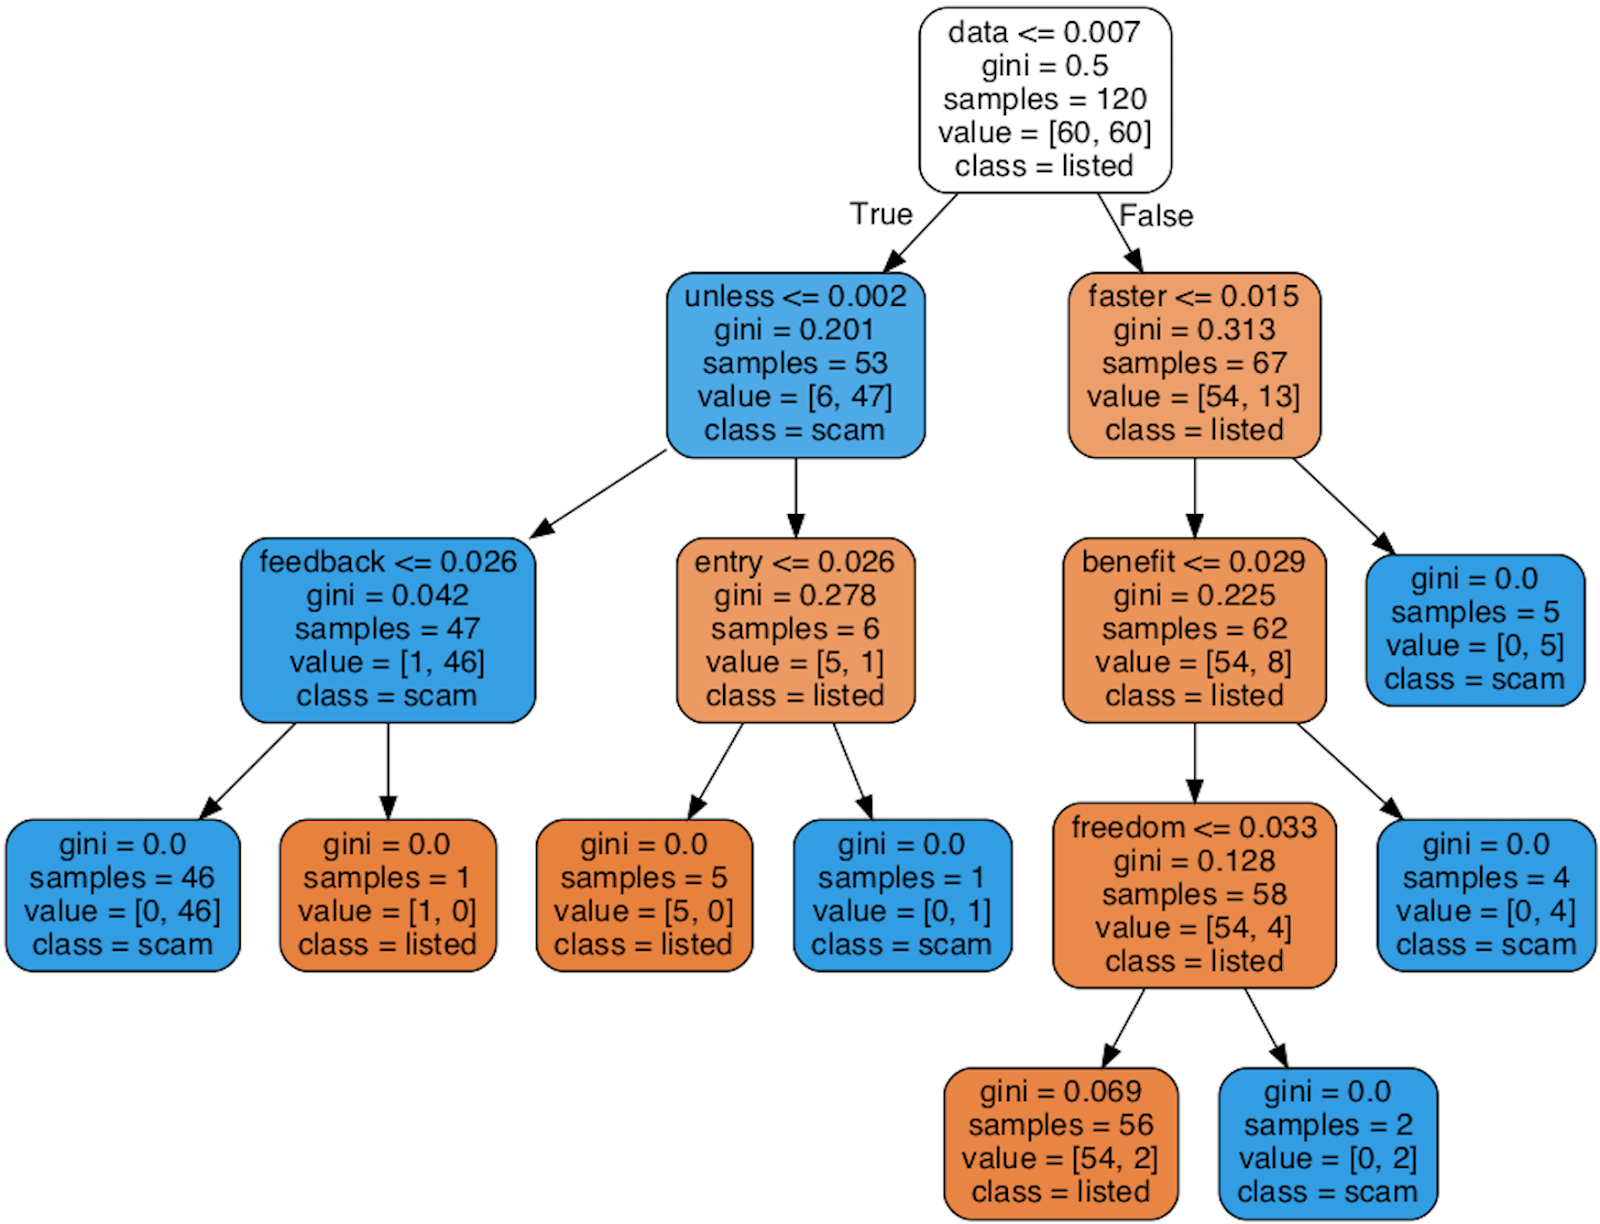 data <= 0.007
gini = 0.5
samples = 120
value = [60, 60]
class = listed
True
False
unless <= 0.002
gini = 0.201
samples = 53
value = [6, 47]
class = scam
faster <= 0.015
gini = 0.313
samples = 67
value = [54, 13]
class = listed
feedback <= 0.026
gini = 0.042
samples = 47
value = [1, 46]
class = scam
entry <= 0.026
gini = 0.278
samples = 6
value = [5, 1]
class = listed
benefit <= 0.029
gini = 0.225
samples = 62
value = [54, 8]
class = listed
gini = 0.0
samples = 5
value = [0, 5]
class = scam
gini = 0.0
samples = 46
value = [0, 46]
class = scam
gini = 0.0
samples = 1
value = [1, 0]
class = listed
gini = 0.0
samples = 5
value = [5, 0]
class = listed
gini = 0.0
samples = 1
value = [0, 1]
class = scam
freedom <= 0.033
gini = 0.128
samples = 58
value = [54, 4]
class = listed
gini = 0.0
samples = 4
value = [0, 4]
class = scam
gini = 0.069
samples = 56
value = [54, 2]
class = listed
gini = 0.0
samples = 2
value = [0, 2]
class = scam